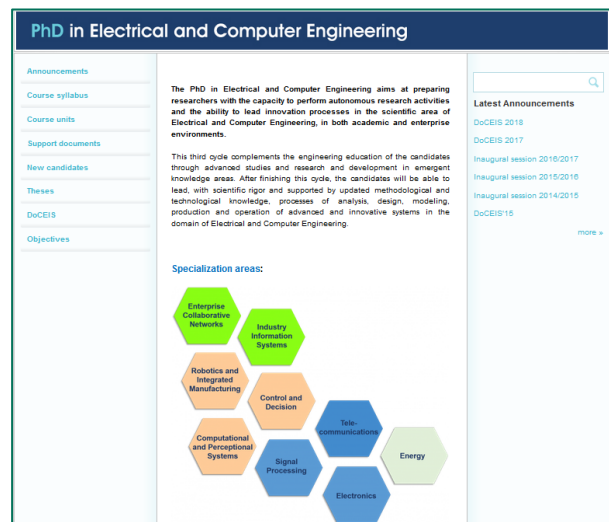 PhD in Electrical and Computer Engineering
Announcements
Course syllabus
Course units
Support documents
New candidates
Theses
DoCEIS
Objectives
The PhD in Electrical and Computer Engineering aims at preparing
researchers with the capacity to perform autonomous research activities
and the ability to lead innovation processes in the scientific area of
Electrical and Computer Engineering, in both academic and enterprise
environments.
This third cycle complements the engineering education of the candidates
through advanced studies and research and development in emergent
knowledge areas. After finishing this cycle, the candidates will be able to
lead, with scientific rigor and supported by updated methodological and
technological knowledge, processes of analysis, design, modeling,
production and operation of advanced and innovative systems in the
domain of Electrical and Computer Engineering.
Specialization areas:
Enterprise
Collaborative
Networks
Industry
Information
Systems
Robotics and
Integrated
Manufacturing
Control and
Decision
Tele-
communications
Computational
and Perceptional
Systems
Signal
Processing
Energy
Electronics
Latest Announcements
DoCEIS 2018
DoCEIS 2017
Inaugural session 2016/2017
Inaugural session 2015/2016
Inaugural session 2014/2015
DoCEIS'15
more »